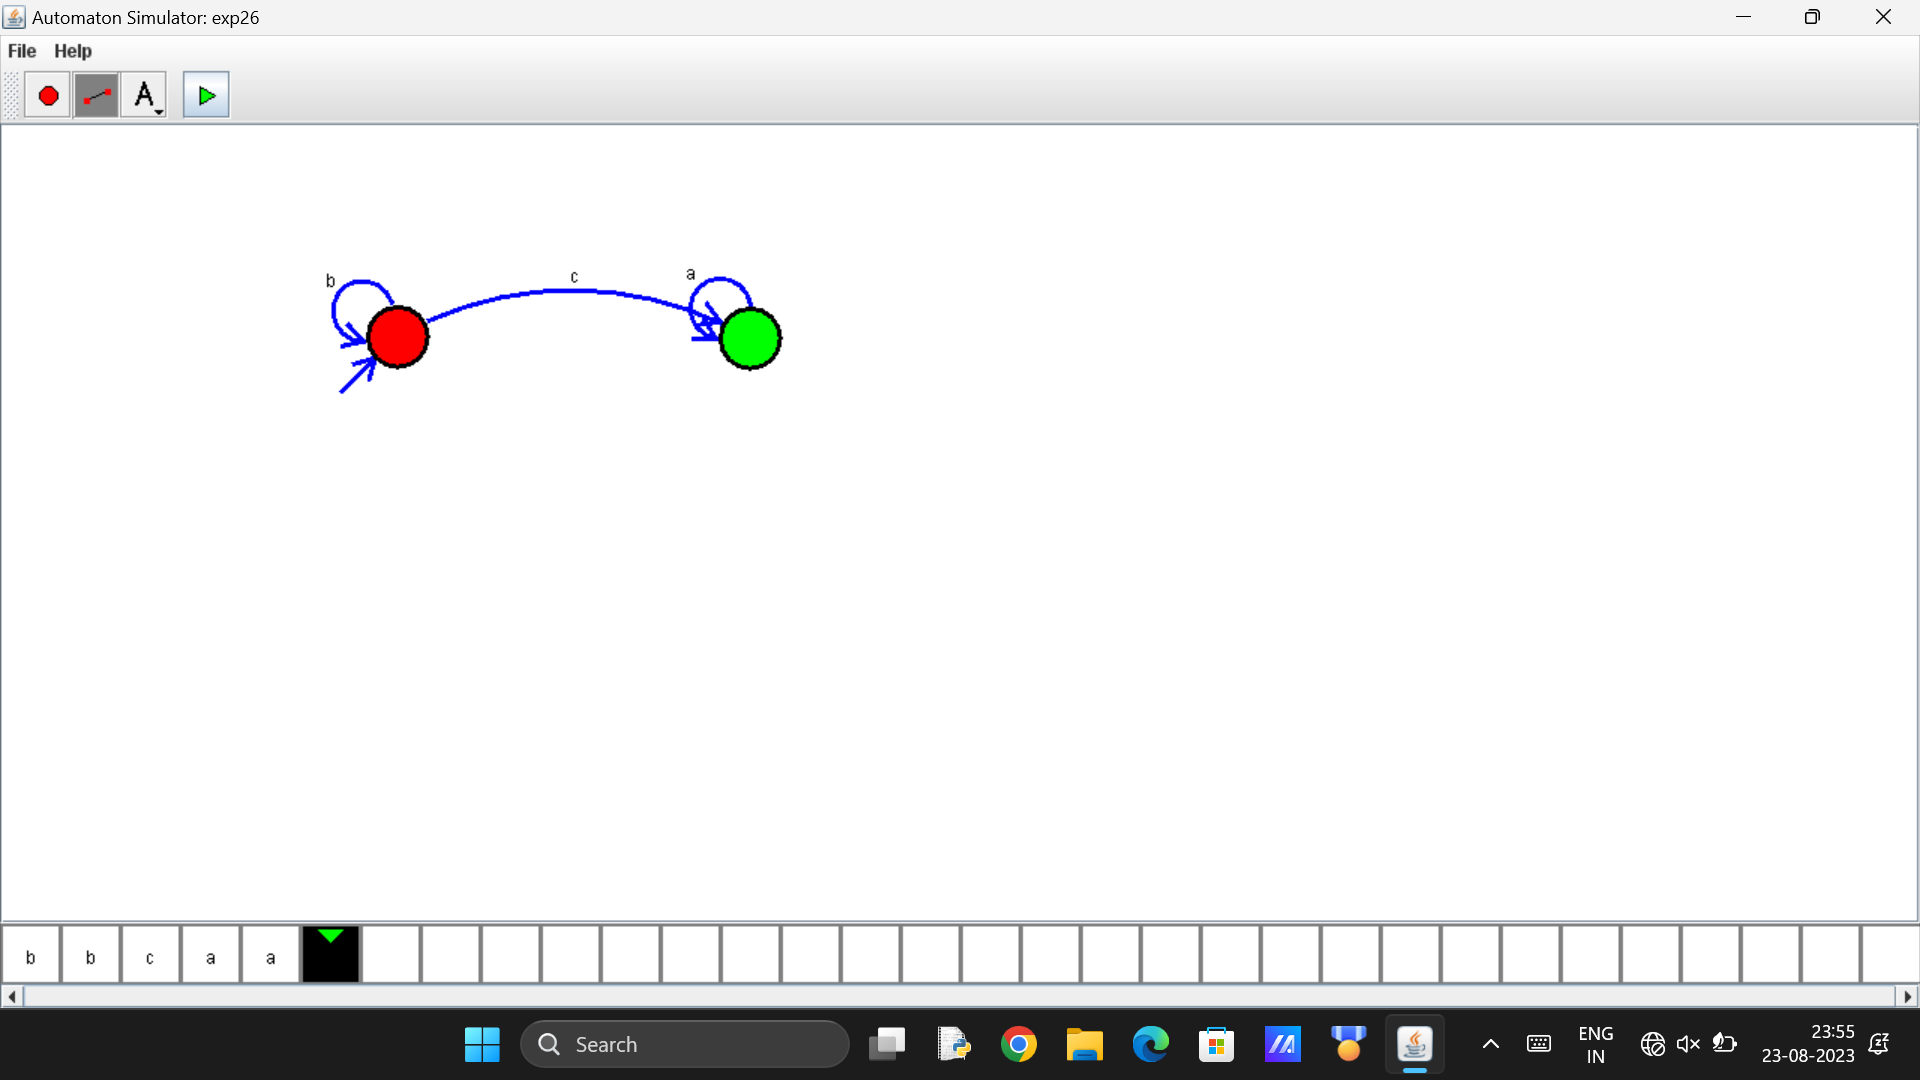 Automaton Simulator: exp26
File Help
A
b
c
a
b b c a a
Search
ENG
IN
23:55
23-08-2023